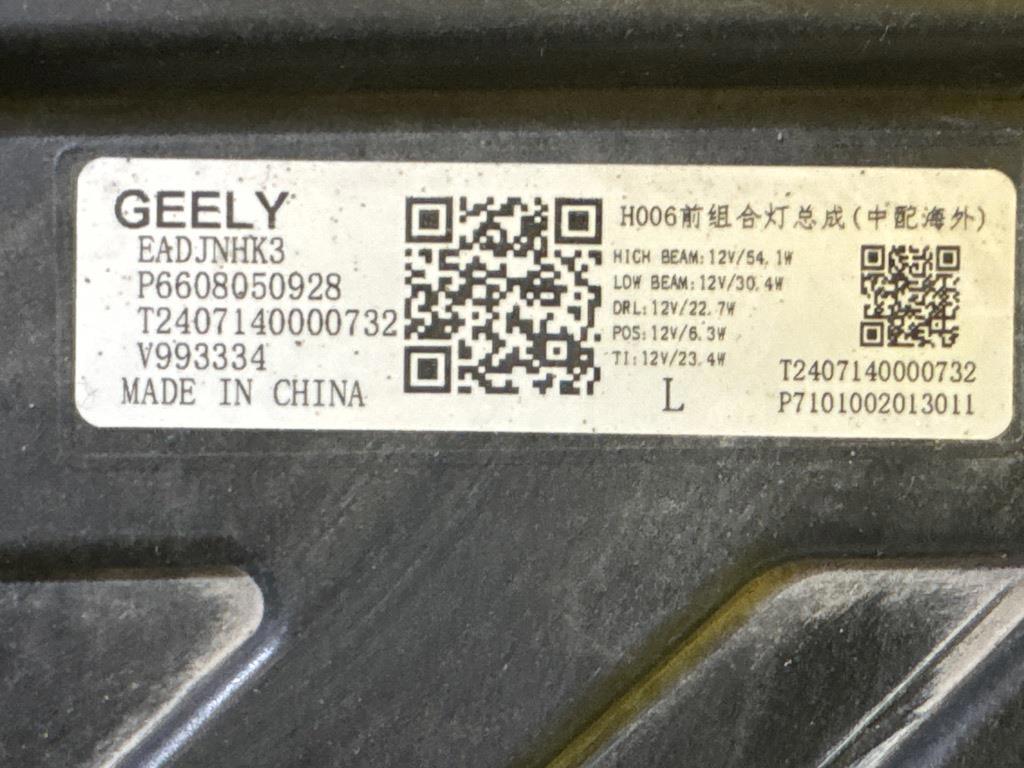 GEELY
EADJNHK3
P6608050928
T2407140000732
V993334
MADE IN CHINA
H006前组合灯总成(中配海外)
HIGH BEAM:12V/54.1W
LOW BEAM:12V/30.4W
DRL:12V/22.7W
POS:12V/6.3W
TI:12V/23.4W
L
T2407140000732
P7101002013011